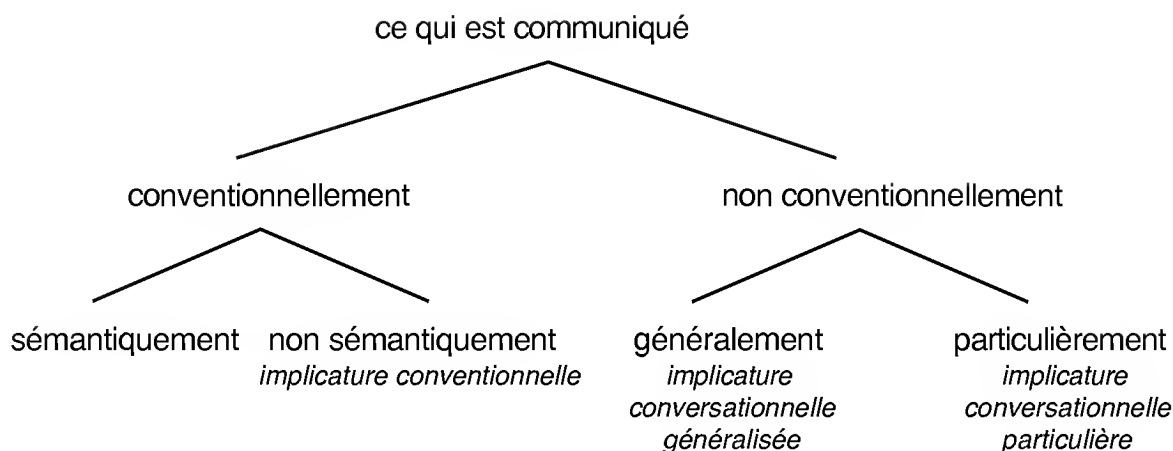 ce qui est communiqué
conventionnellement
non conventionnellement
sémantiquement
non sémantiquement
implicature conventionnelle
généralement
implicature
conversationnelle
généralisée
particulièrement
implicature
conversationnelle
particulière